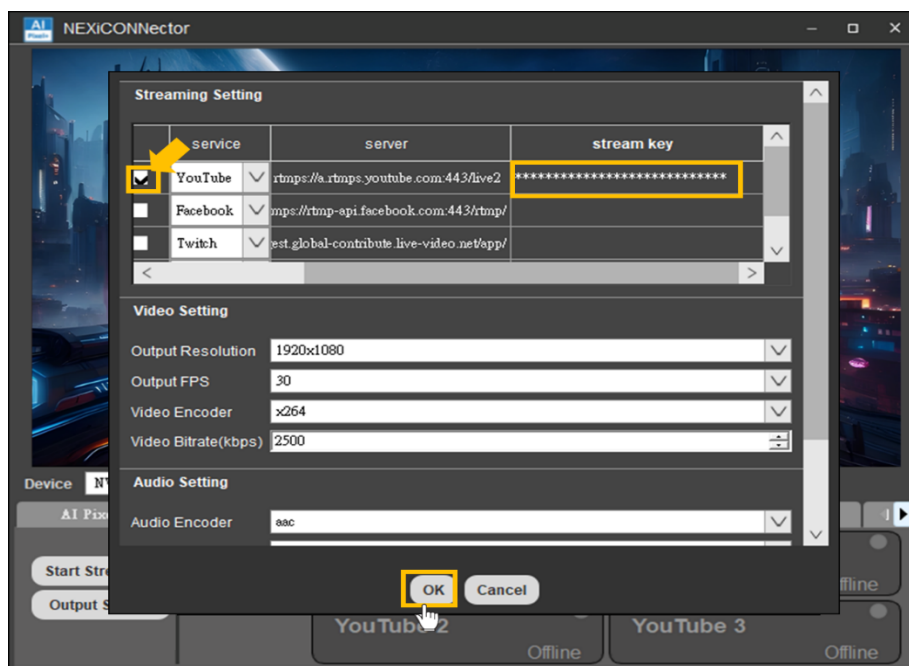 AI
PixeIn
NEXiCONNector
Streaming Setting
service server stream key
YouTube rtmps://a.rtmps.youtube.com:443/live2 ****************************
Facebook mps://rtmp-api.facebook.com:443/rtmp/
Twitch est.global-contribute.live-video.net/app/
Video Setting
Output Resolution 1920x1080
Output FPS 30
Video Encoder x264
Video Bitrate(kbps) 2500
Device
Audio Setting
AI
Audio Encoder aac
Start
OK Cancel
Offline
Output
YouTube 2 YouTube 3
Offline Offline